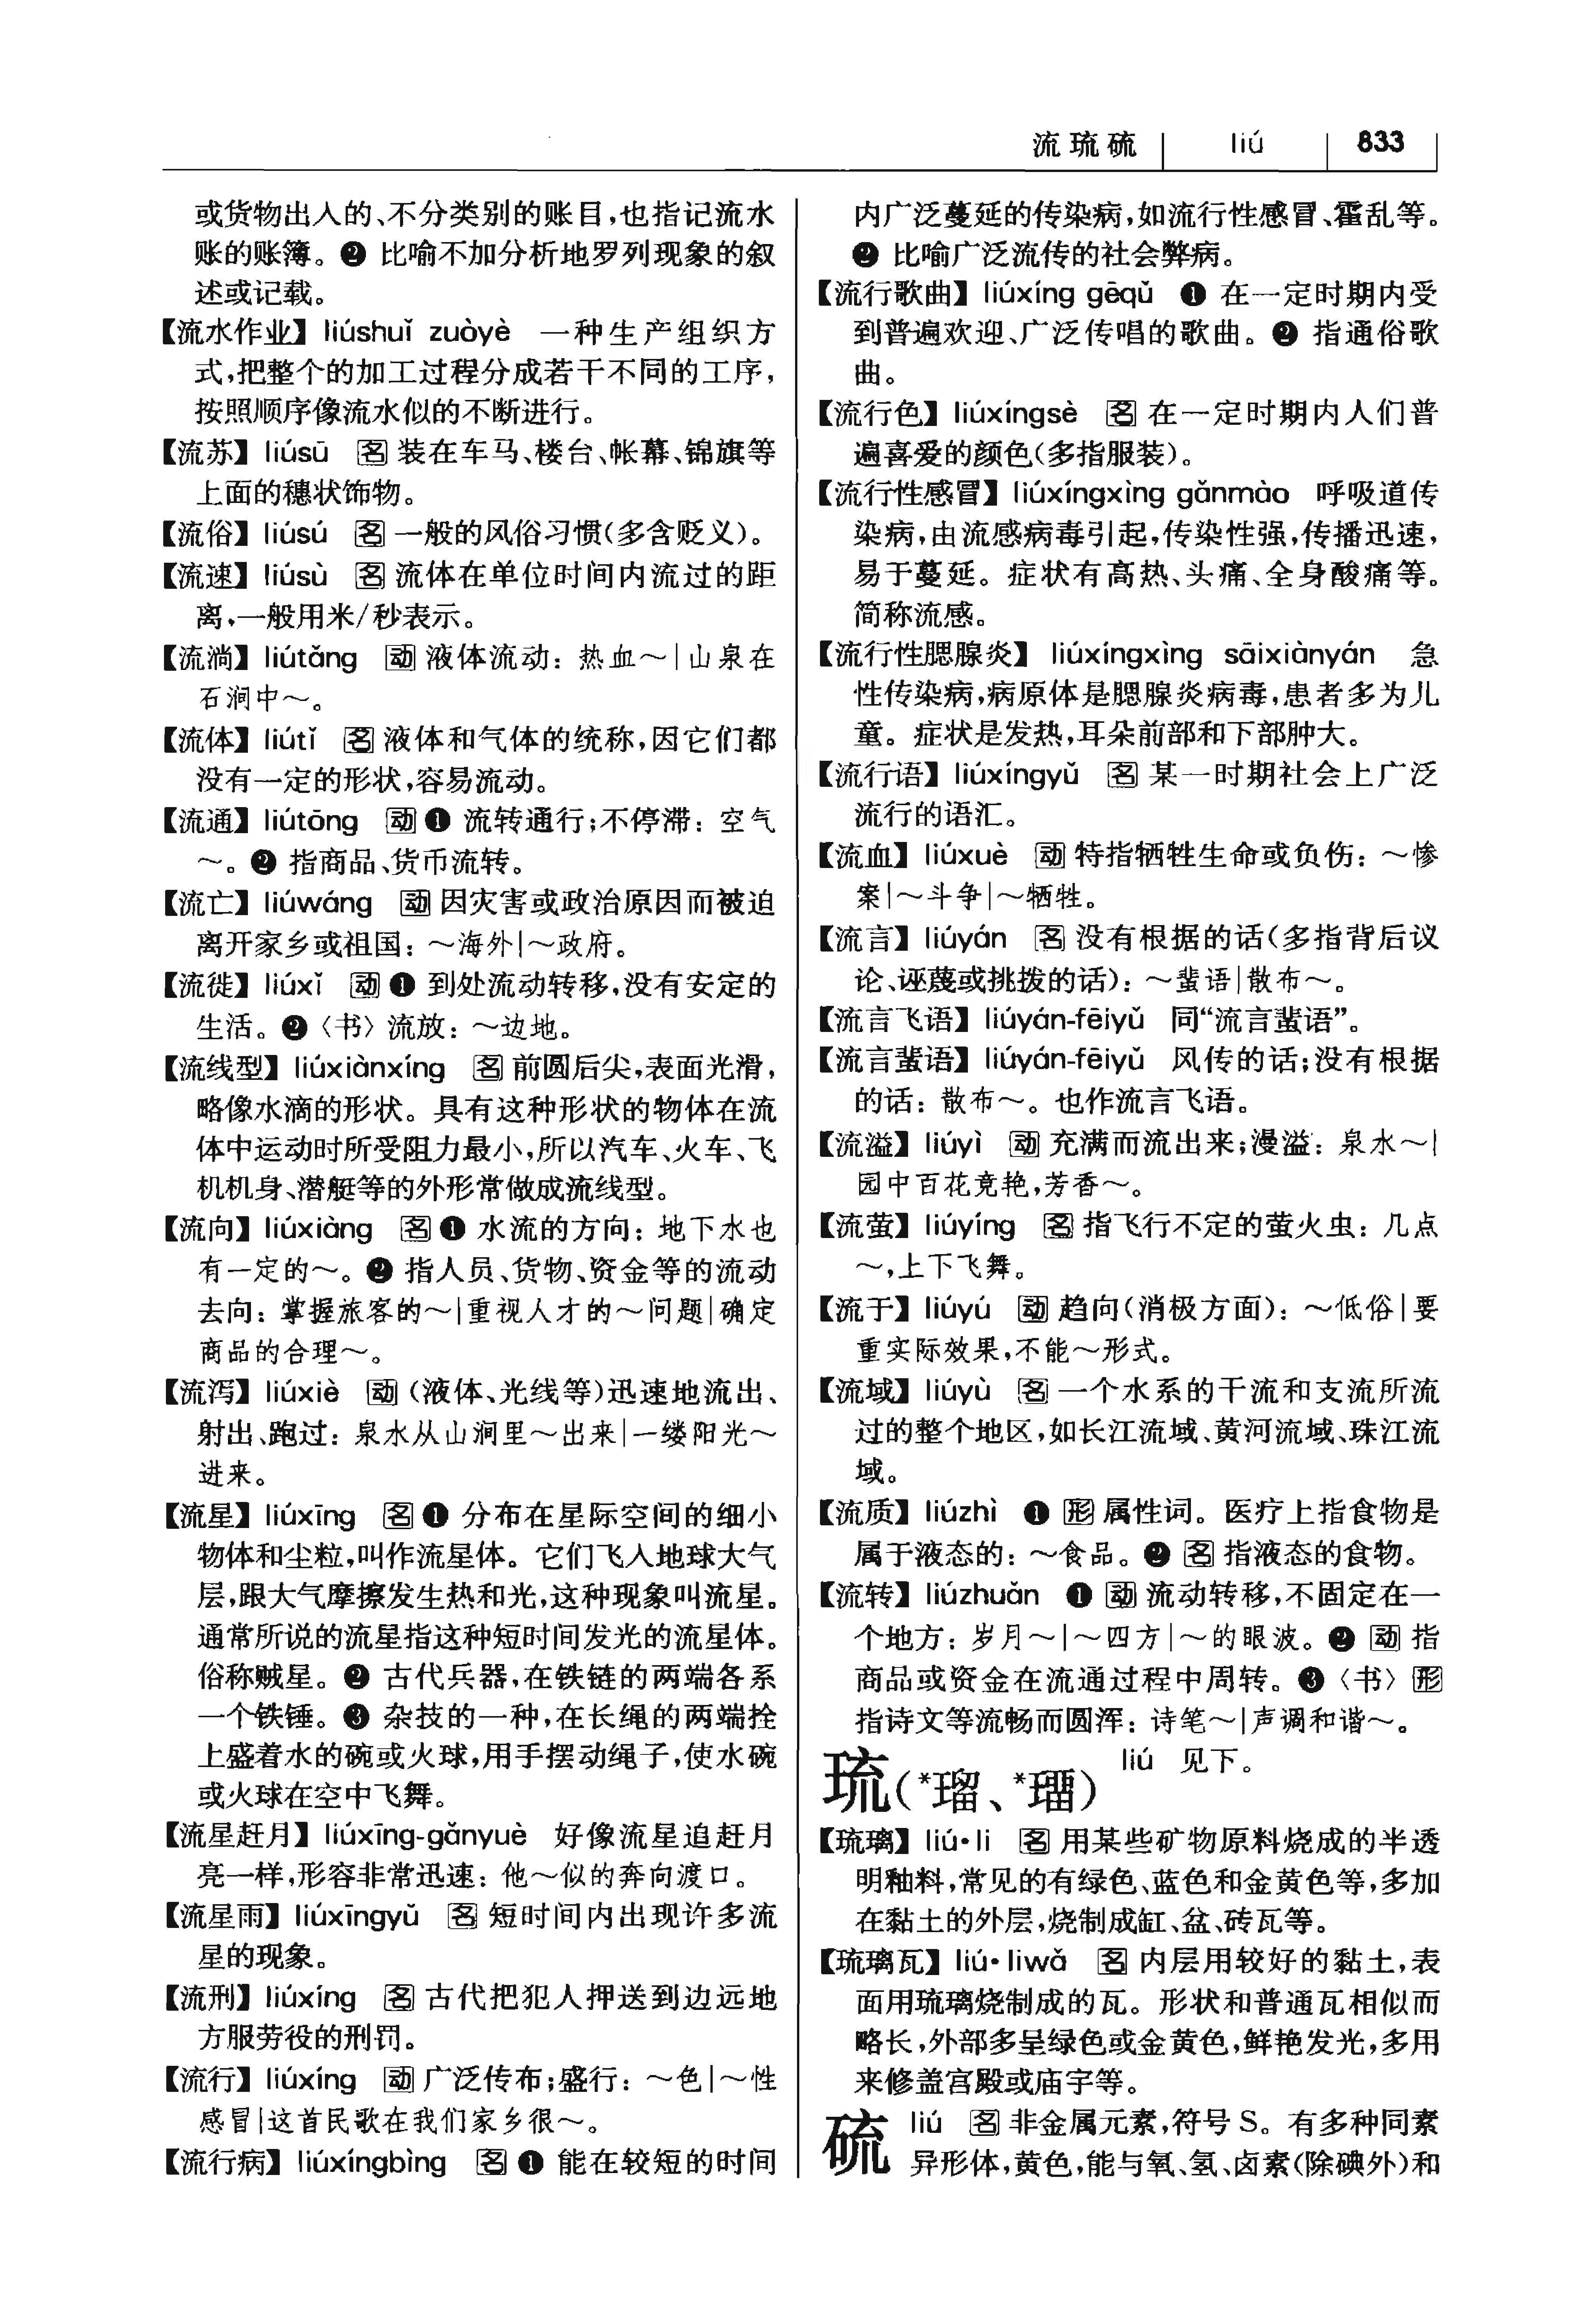 流琉硫 liú 833
或货物出入的、不分类别的账目，也指记流水
账的账簿。❷ 比喻不加分析地罗列现象的叙
述或记载。
【流水作业】liúshuǐ zuòyè 一种生产组织方
式，把整个的加工过程分成若干不同的工序，
按照顺序像流水似的不断进行。
【流苏】liúsū 名 装在车马、楼台、帐幕、锦旗等
上面的穗状饰物。
【流俗】liúsú 名 一般的风俗习惯（多含贬义）。
【流速】liúsù 名 流体在单位时间内流过的距
离，一般用米/秒表示。
【流淌】liútǎng 动 液体流动：热血～|山泉在
石涧中～。
【流体】liútǐ 名 液体和气体的统称，因它们都
没有一定的形状，容易流动。
【流通】liútōng 动 ❶ 流转通行；不停滞：空气
～。❷ 指商品、货币流转。
【流亡】liúwáng 动 因灾害或政治原因而被迫
离开家乡或祖国：～海外|～政府。
【流徙】liúxǐ 动 ❶ 到处流动转移，没有安定的
生活。❷〈书〉流放：～边地。
【流线型】liúxiànxíng 名 前圆后尖，表面光滑，
略像水滴的形状。具有这种形状的物体在流
体中运动时所受阻力最小，所以汽车、火车、飞
机机身、潜艇等的外形常做成流线型。
【流向】liúxiàng 名 ❶ 水流的方向：地下水也
有一定的～。❷ 指人员、货物、资金等的流动
去向：掌握旅客的～|重视人才的～问题|确定
商品的合理～。
【流泻】liúxiè 动 （液体、光线等）迅速地流出、
射出、跑过：泉水从山涧里～出来|一缕阳光～
进来。
【流星】liúxīng 名 ❶ 分布在星际空间的细小
物体和尘粒，叫作流星体。它们飞入地球大气
层，跟大气摩擦发生热和光，这种现象叫流星。
通常所说的流星指这种短时间发光的流星体。
俗称贼星。❷ 古代兵器，在铁链的两端各系
一个铁锤。❸ 杂技的一种，在长绳的两端拴
上盛着水的碗或火球，用手摆动绳子，使水碗
或火球在空中飞舞。
【流星赶月】liúxīng-gǎnyuè 好像流星追赶月
亮一样，形容非常迅速：他～似的奔向渡口。
【流星雨】liúxīngyǔ 名 短时间内出现许多流
星的现象。
【流刑】liúxíng 名 古代把犯人押送到边远地
方服劳役的刑罚。
【流行】liúxíng 动 广泛传布；盛行：～色|～性
感冒|这首民歌在我们家乡很～。
【流行病】liúxíngbìng 名 ❶ 能在较短的时间
内广泛蔓延的传染病，如流行性感冒、霍乱等。
❷ 比喻广泛流传的社会弊病。
【流行歌曲】liúxíng gēqǔ ❶ 在一定时期内受
到普遍欢迎、广泛传唱的歌曲。❷ 指通俗歌
曲。
【流行色】liúxíngsè 名 在一定时期内人们普
遍喜爱的颜色（多指服装）。
【流行性感冒】liúxíngxìng gǎnmào 呼吸道传
染病，由流感病毒引起，传染性强，传播迅速，
易于蔓延。症状有高热、头痛、全身酸痛等。
简称流感。
【流行性腮腺炎】liúxíngxìng sāixiànyán 急
性传染病，病原体是腮腺炎病毒，患者多为儿
童。症状是发热，耳朵前部和下部肿大。
【流行语】liúxíngyǔ 名 某一时期社会上广泛
流行的语汇。
【流血】liúxuè 动 特指牺牲生命或负伤：～惨
案|～斗争|～牺牲。
【流言】liúyán 名 没有根据的话（多指背后议
论、诬蔑或挑拨的话）：～蜚语|散布～。
【流言飞语】liúyán-fēiyǔ 同“流言蜚语”。
【流言蜚语】liúyán-fēiyǔ 风传的话；没有根据
的话：散布～。也作流言飞语。
【流溢】liúyì 动 充满而流出来；漫溢：泉水～|
园中百花竞艳，芳香～。
【流萤】liúyíng 名 指飞行不定的萤火虫：几点
～，上下飞舞。
【流于】liúyú 动 趋向（消极方面）：～低俗|要
重实际效果，不能～形式。
【流域】liúyù 名 一个水系的干流和支流所流
过的整个地区，如长江流域、黄河流域、珠江流
域。
【流质】liúzhì ❶ 形 属性词。医疗上指食物是
属于液态的：～食品。❷ 名 指液态的食物。
【流转】liúzhuǎn ❶ 动 流动转移，不固定在一
个地方：岁月～|～四方|～的眼波。❷ 动 指
商品或资金在流通过程中周转。❸〈书〉形
指诗文等流畅而圆浑：诗笔～|声调和谐～。
琉（*瑠、*璢） liú 见下。
【琉璃】liú·li 名 用某些矿物原料烧成的半透
明釉料，常见的有绿色、蓝色和金黄色等，多加
在黏土的外层，烧制成缸、盆、砖瓦等。
【琉璃瓦】liú·liwǎ 名 内层用较好的黏土，表
面用琉璃烧制成的瓦。形状和普通瓦相似而
略长，外部多呈绿色或金黄色，鲜艳发光，多用
来修盖宫殿或庙宇等。
硫 liú 名 非金属元素，符号 S。有多种同素
异形体，黄色，能与氧、氢、卤素（除碘外）和